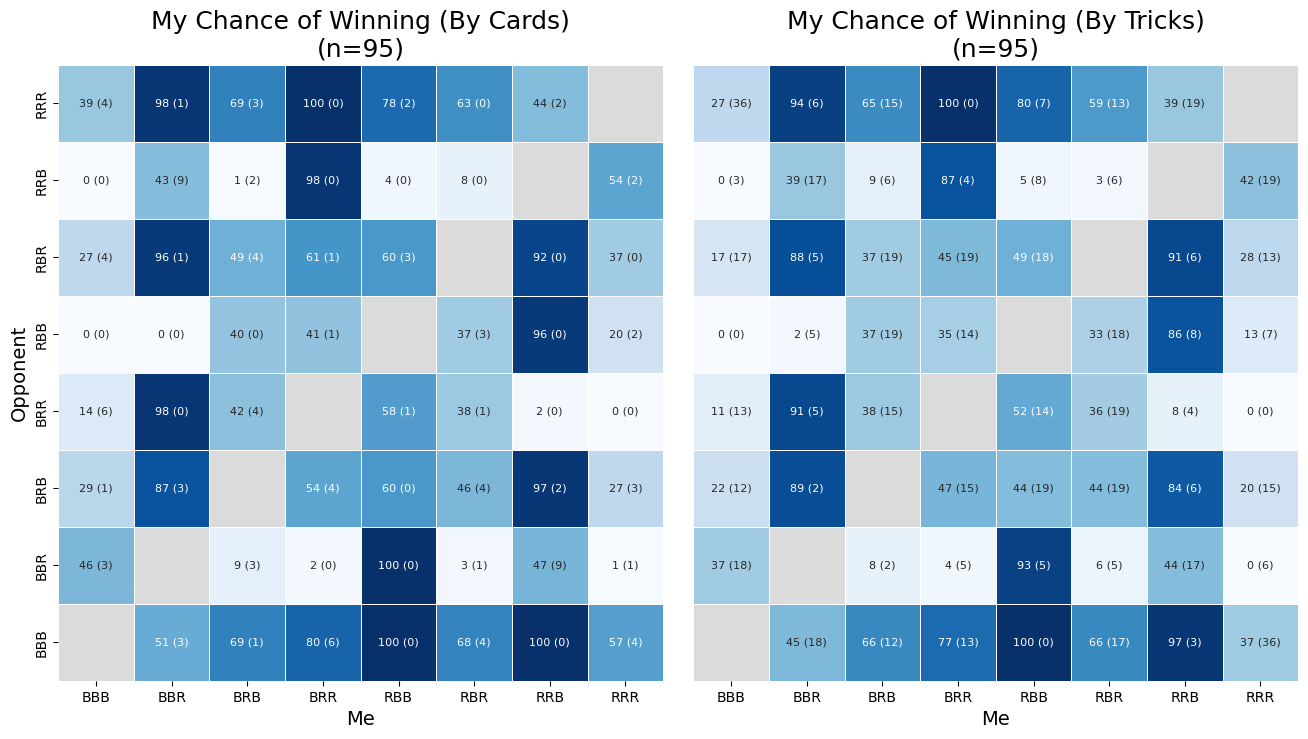 My Chance of Winning (By Cards)
(n=95)
My Chance of Winning (By Tricks)
(n=95)
Opponent
RRR
39 (4) 98 (1) 69 (3) 100 (0) 78 (2) 63 (0) 44 (2)
27 (36) 94 (6) 65 (15) 100 (0) 80 (7) 59 (13) 39 (19)
RRB
0 (0) 43 (9) 1 (2) 98 (0) 4 (0) 8 (0) 54 (2)
0 (3) 39 (17) 9 (6) 87 (4) 5 (8) 3 (6) 42 (19)
RBR
27 (4) 96 (1) 49 (4) 61 (1) 60 (3) 92 (0) 37 (0)
17 (17) 88 (5) 37 (19) 45 (19) 49 (18) 91 (6) 28 (13)
RBB
0 (0) 0 (0) 40 (0) 41 (1) 37 (3) 96 (0) 20 (2)
0 (0) 2 (5) 37 (19) 35 (14) 33 (18) 86 (8) 13 (7)
BRR
14 (6) 98 (0) 42 (4) 58 (1) 38 (1) 2 (0) 0 (0)
11 (13) 91 (5) 38 (15) 52 (14) 36 (19) 8 (4) 0 (0)
BRB
29 (1) 87 (3) 54 (4) 60 (0) 46 (4) 97 (2) 27 (3)
22 (12) 89 (2) 47 (15) 44 (19) 44 (19) 84 (6) 20 (15)
BBR
46 (3) 9 (3) 2 (0) 100 (0) 3 (1) 47 (9) 1 (1)
37 (18) 8 (2) 4 (5) 93 (5) 6 (5) 44 (17) 0 (6)
BBB
51 (3) 69 (1) 80 (6) 100 (0) 68 (4) 100 (0) 57 (4)
45 (18) 66 (12) 77 (13) 100 (0) 66 (17) 97 (3) 37 (36)
BBB BBR BRB BRR RBB RBR RRB RRR
BBB BBR BRB BRR RBB RBR RRB RRR
Me
Me